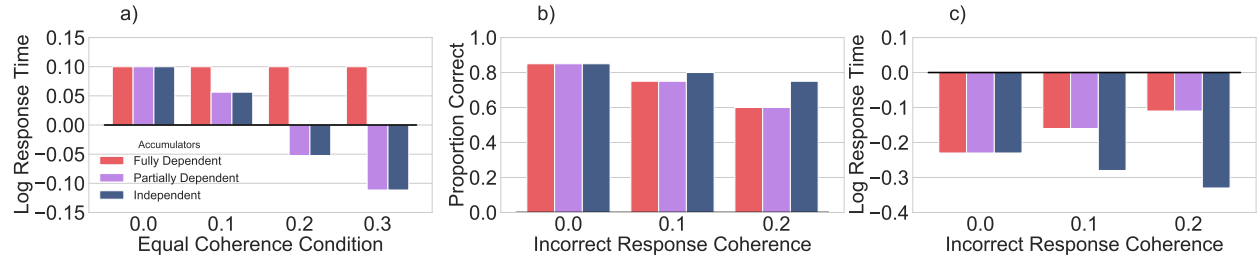 a)
Log Response Time
0.15
0.10
0.05
0.00
−0.05
−0.10
−0.15
Accumulators
Fully Dependent
Partially Dependent
Independent
0.0 0.1 0.2 0.3
Equal Coherence Condition
b)
Proportion Correct
1.0
0.8
0.6
0.4
0.2
0.0
0.0 0.1 0.2
Incorrect Response Coherence
c)
Log Response Time
0.1
0.0
−0.1
−0.2
−0.3
−0.4
0.0 0.1 0.2
Incorrect Response Coherence